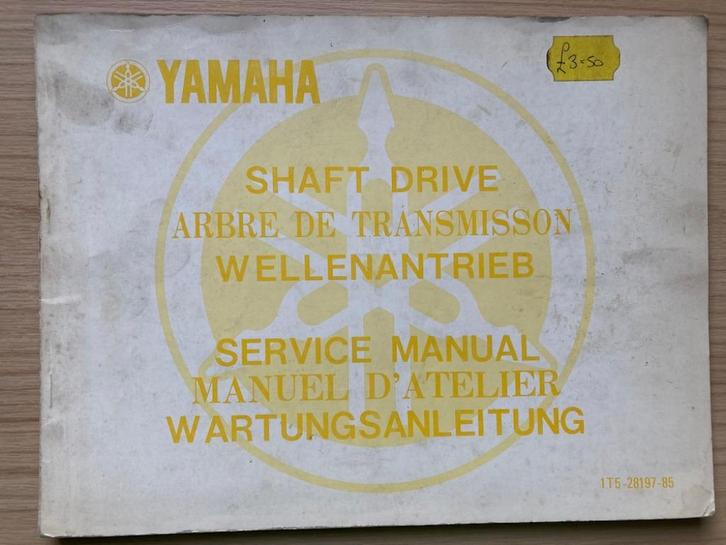 YAMAHA
£3=50
SHAFT DRIVE
ARBRE DE TRANSMISSON
WELLENANTRIEB
SERVICE MANUAL
MANUEL D'ATELIER
WARTUNGSANLEITUNG
1T5-28197-85